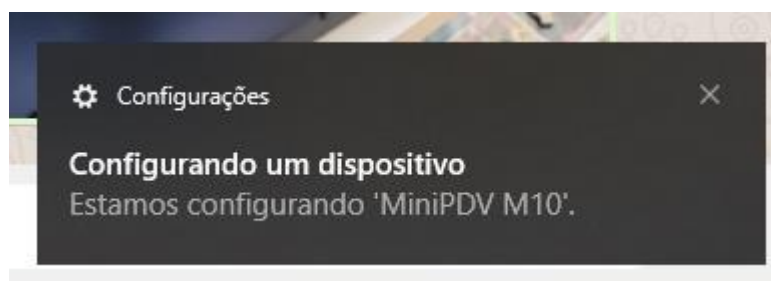 Configurações
Configurando um dispositivo
Estamos configurando 'MiniPDV M10'.